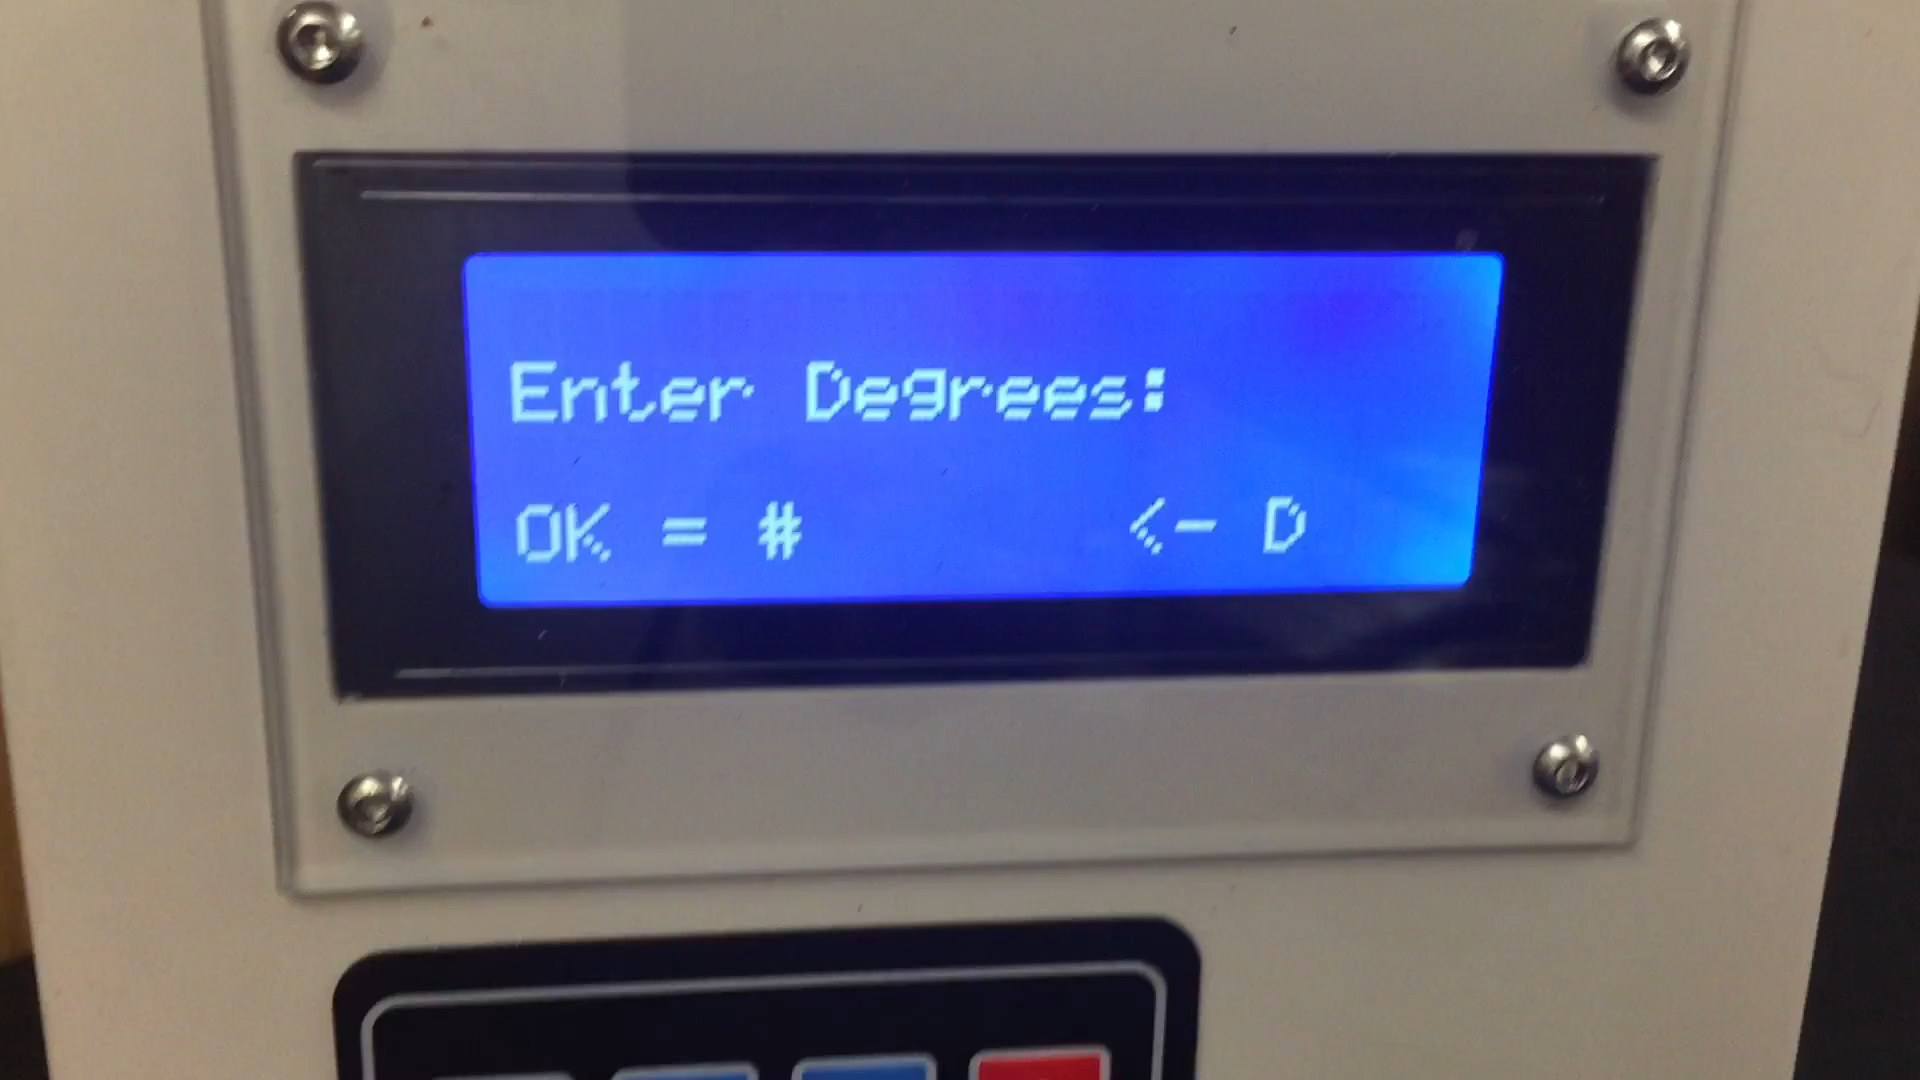 Enter Degrees:
OK = # <- D